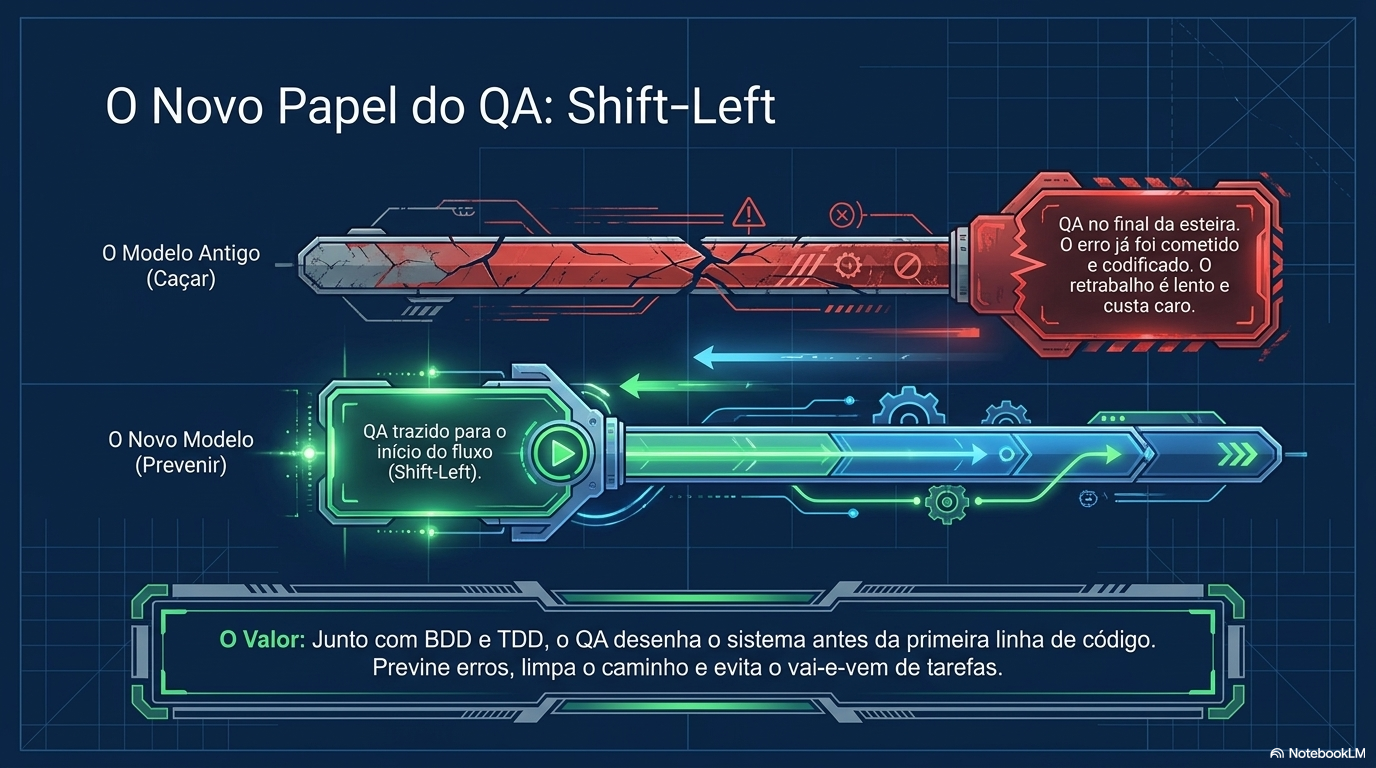 O Novo Papel do QA: Shift-Left
O Modelo Antigo
(Caçar)
QA no final da esteira.
O erro já foi cometido
e codificado. O
retrabalho é lento e
custa caro.
O Novo Modelo
(Prevenir)
QA trazido para o
início do fluxo
(Shift-Left).
O Valor: Junto com BDD e TDD, o QA desenha o sistema antes da primeira linha de código.
Previne erros, limpa o caminho e evita o vai-e-vem de tarefas.
NotebookLM